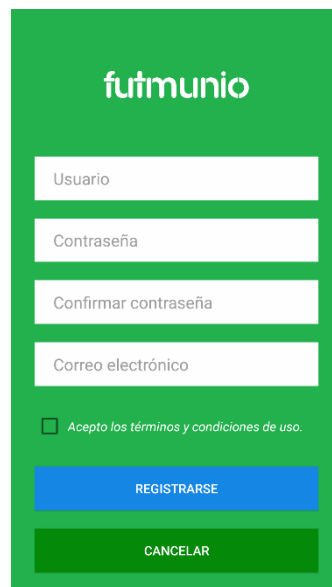 futmunio
Usuario
Contraseña
Confirmar contraseña
Correo electrónico
Acepto los términos y condiciones de uso.
REGISTRARSE
CANCELAR